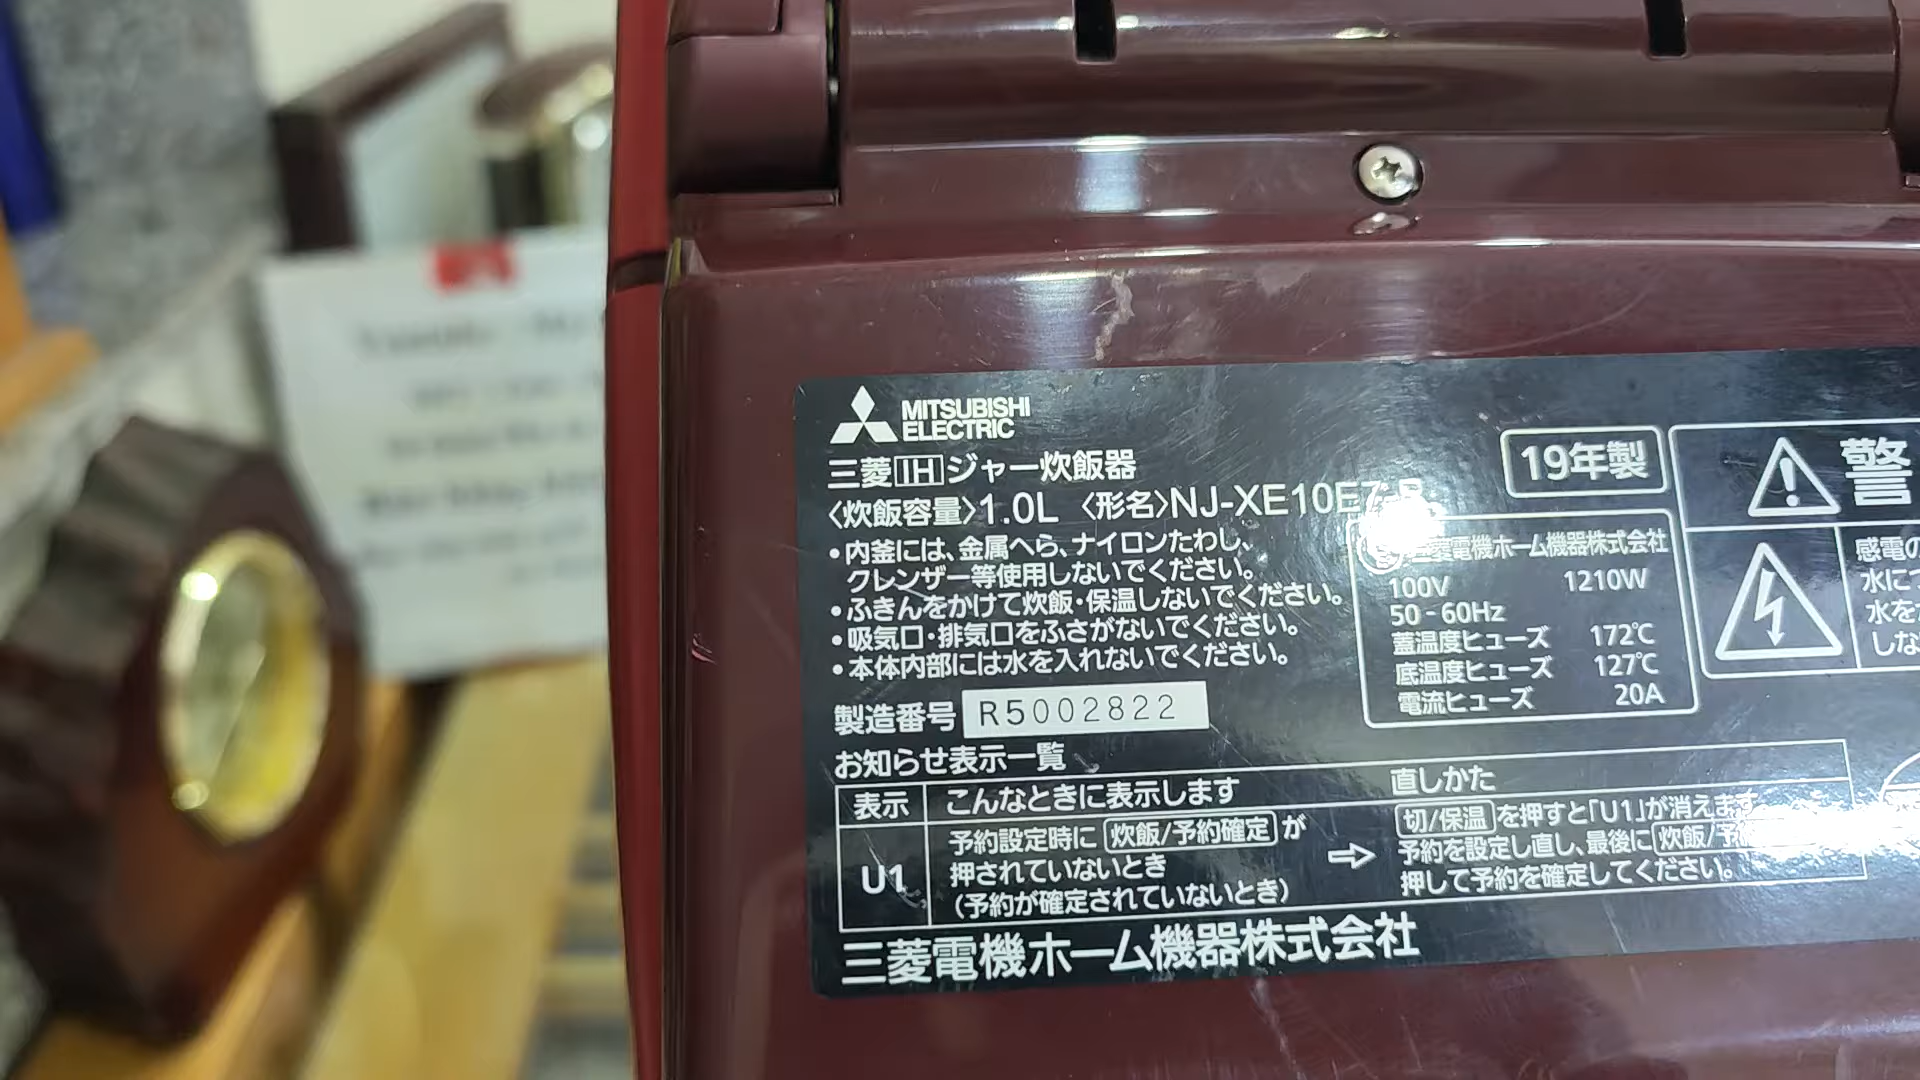 MITSUBISHI
ELECTRIC
三菱IHジャー炊飯器
〈炊飯容量〉1.0L 〈形名〉NJ-XE10E7
19年製
・内釜には、金属へら、ナイロンたわし、
クレンザー等使用しないでください。
・ふきんをかけて炊飯・保温しないでください。
・吸気口・排気口をふさがないでください。
・本体内部には水を入れないでください。
製造番号 R5002822
三菱電機ホーム機器株式会社
100V 1210W
50-60Hz
蓋温度ヒューズ 172℃
底温度ヒューズ 127℃
電流ヒューズ 20A
警
感電の
水に
水を
しな
お知らせ表示一覧
表示 こんなときに表示します 直しかた
U1
予約設定時に 炊飯/予約確定 が
押されていないとき
(予約が確定されていないとき)
⇨
切/保温 を押すと「U1」が消えます
予約を設定し直し、最後に 炊飯/予
押して予約を確定してください。
三菱電機ホーム機器株式会社